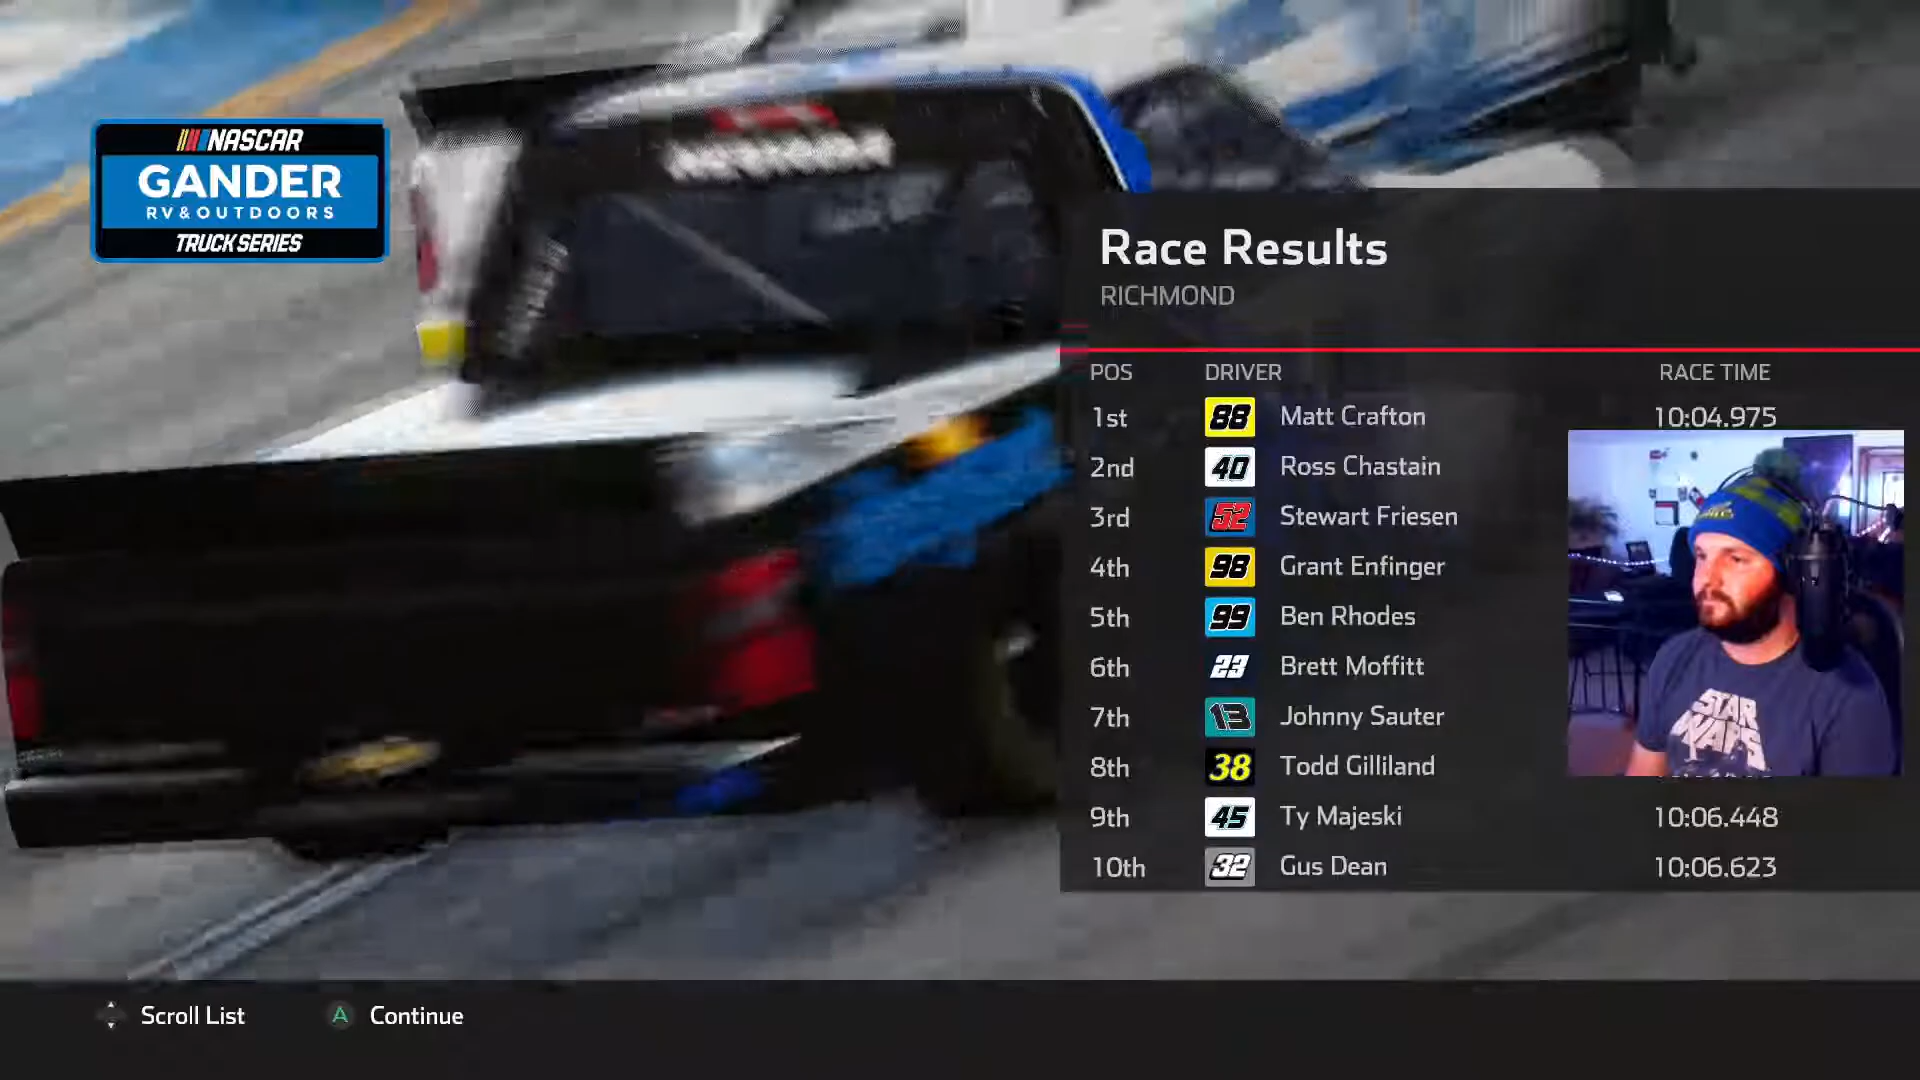 NASCAR
GANDER
RV & OUTDOORS
TRUCK SERIES
Race Results
RICHMOND
POS DRIVER RACE TIME
1st 88 Matt Crafton 10:04.975
2nd 40 Ross Chastain
3rd 52 Stewart Friesen
4th 98 Grant Enfinger
5th 99 Ben Rhodes
6th 23 Brett Moffitt
7th 13 Johnny Sauter
8th 38 Todd Gilliland
9th 45 Ty Majeski 10:06.448
10th 32 Gus Dean 10:06.623
STAR
WARS
Scroll List
A Continue